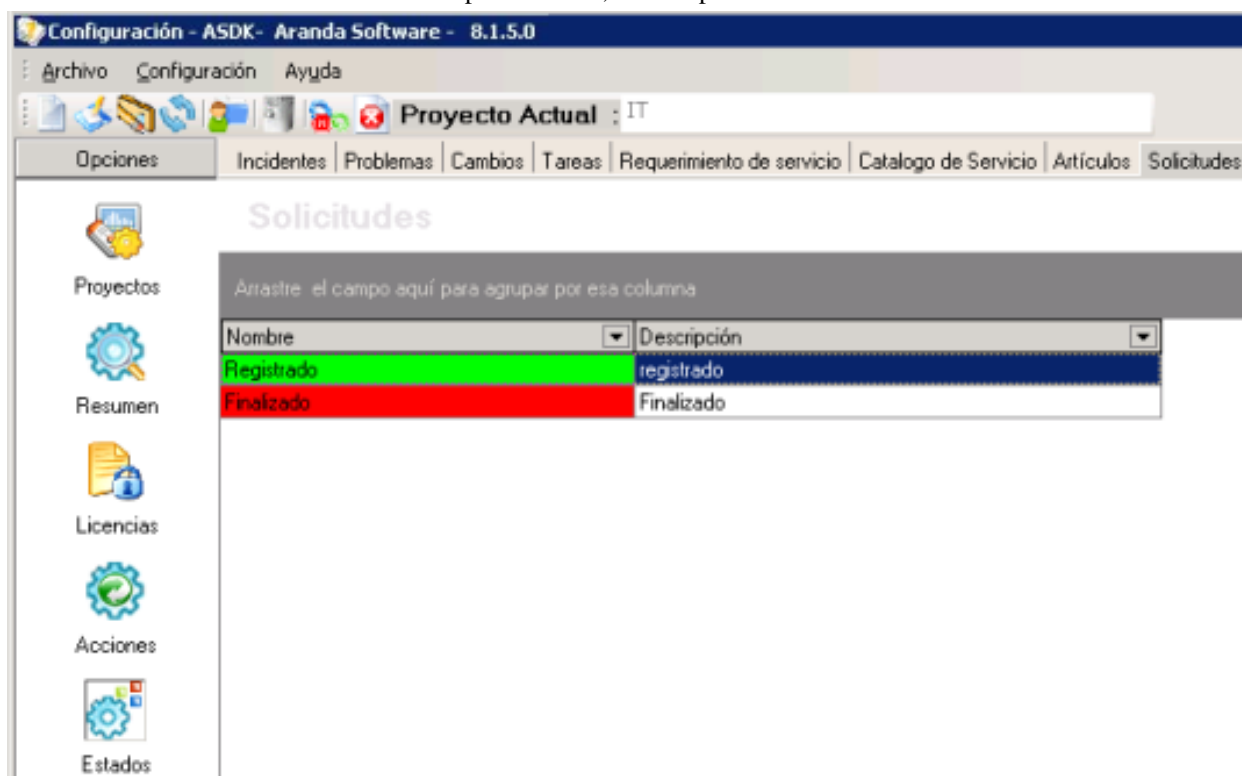 Configuración - ASDK- Aranda Software - 8.1.5.0
Archivo Configuración Ayuda
Proyecto Actual : IT
Opciones Incidentes Problemas Cambios Tareas Requerimiento de servicio Catalogo de Servicio Artículos Solicitudes
Solicitudes
Proyectos
Arrastre el campo aquí para agrupar por esa columna
Nombre Descripción
Registrado registrado
Finalizado Finalizado
Resumen
Licencias
Acciones
Estados